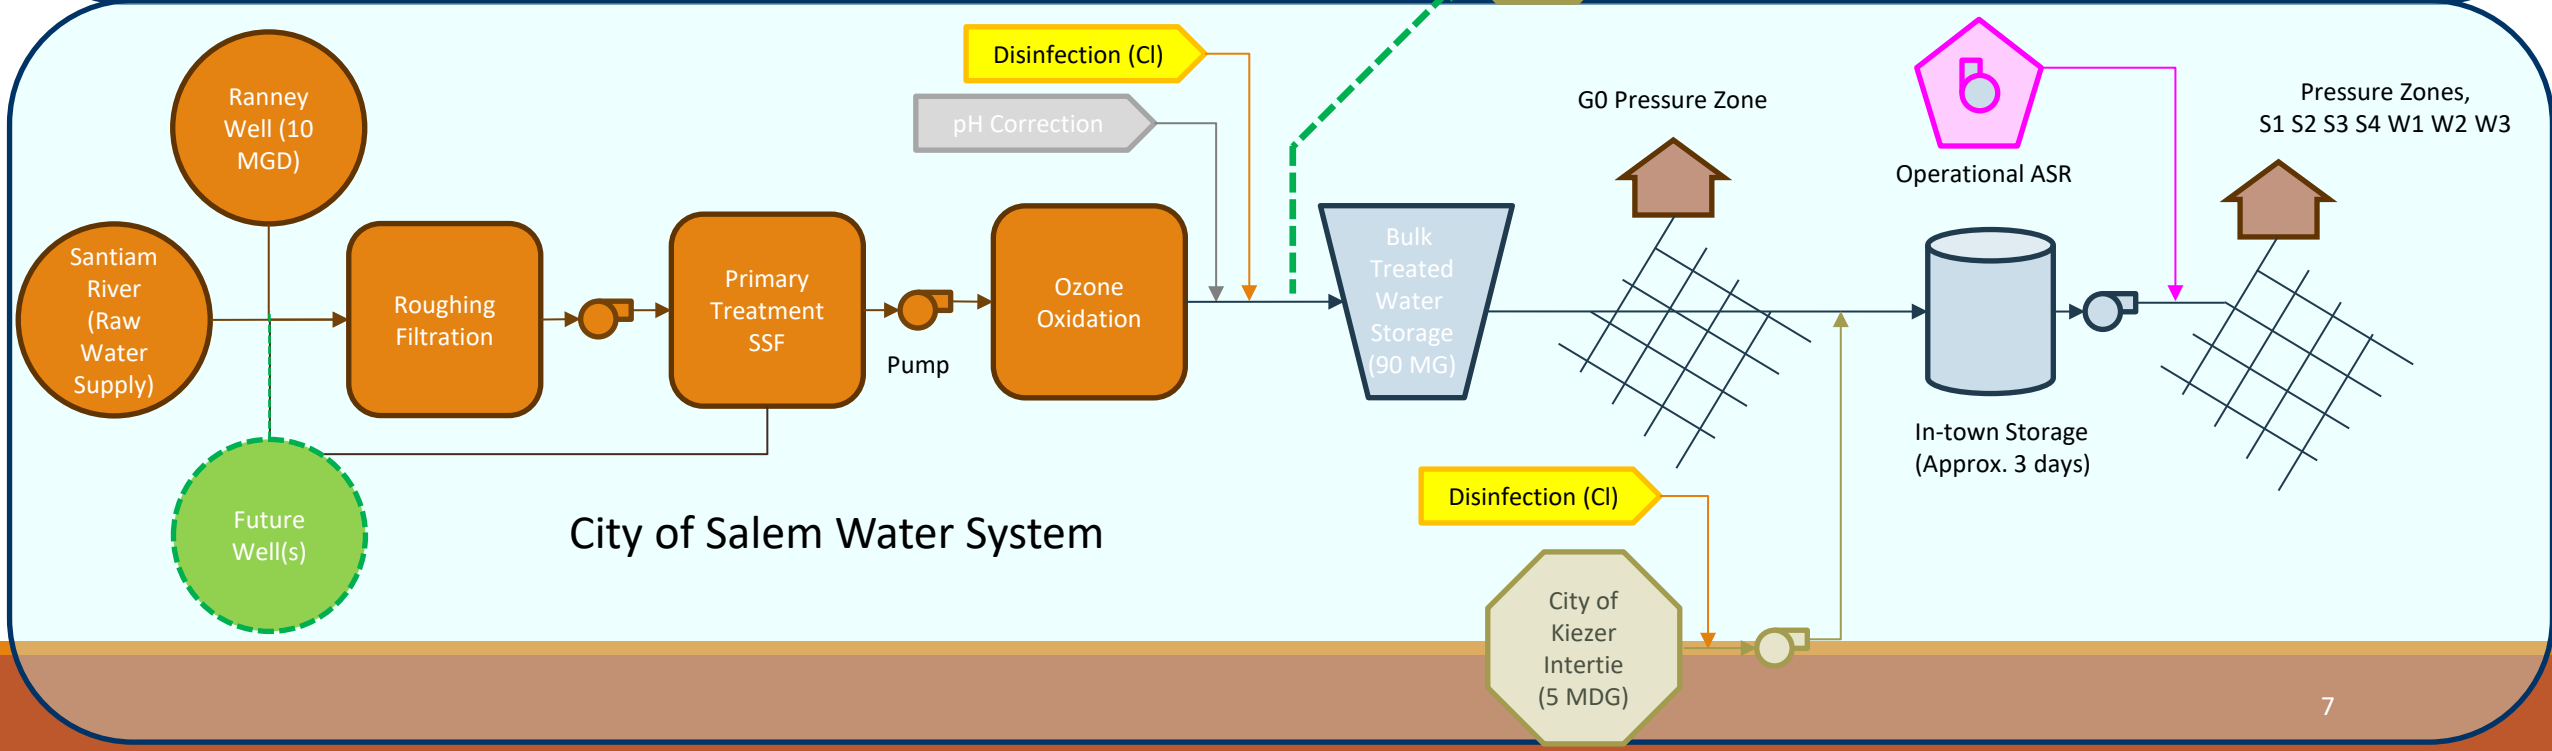 Disinfection (Cl)
pH Correction
Ranney
Well (10
MGD)
Santiam
River
(Raw
Water
Supply)
Roughing
Filtration
Primary
Treatment
SSF
Pump
Ozone
Oxidation
Bulk
Treated
Water
Storage
(90 MG)
G0 Pressure Zone
Operational ASR
Pressure Zones,
S1 S2 S3 S4 W1 W2 W3
In-town Storage
(Approx. 3 days)
Future
Well(s)
City of Salem Water System
Disinfection (Cl)
City of
Kiezer
Intertie
(5 MDG)
7